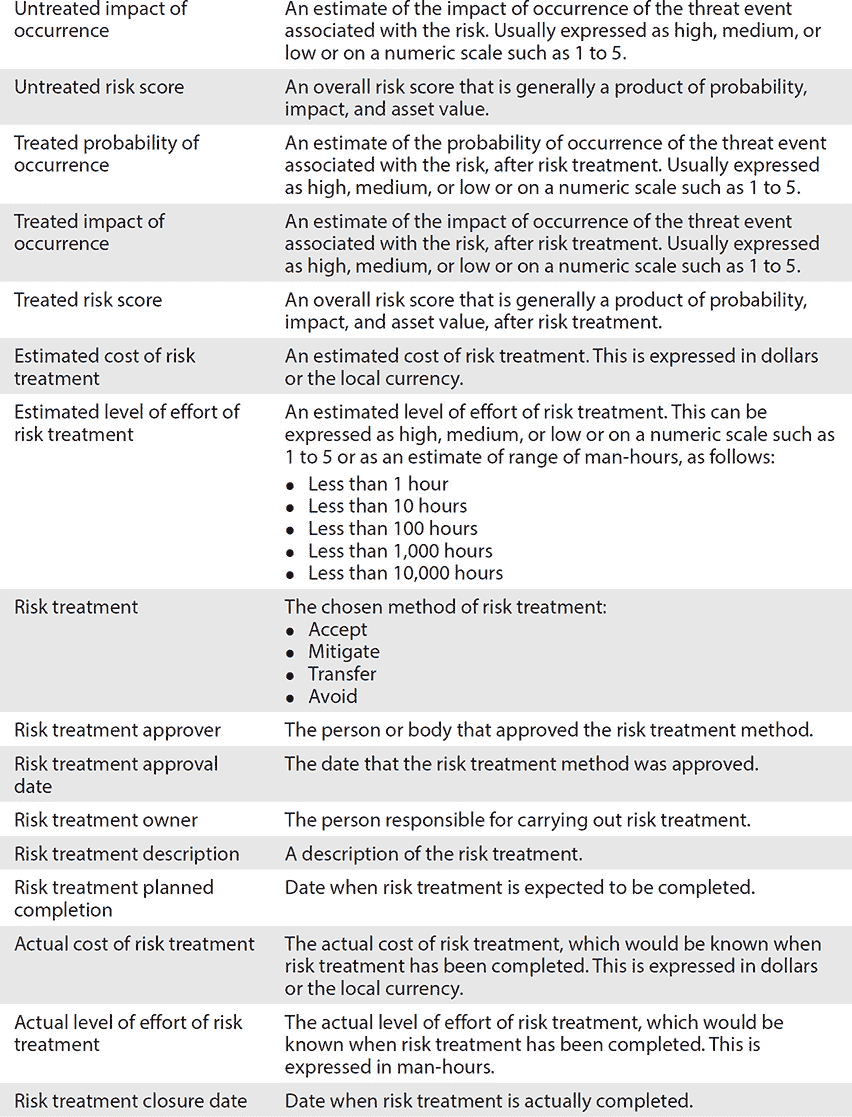 Untreated impact of
occurrence
An estimate of the impact of occurrence of the threat event
associated with the risk. Usually expressed as high, medium, or
low or on a numeric scale such as 1 to 5.
Untreated risk score
An overall risk score that is generally a product of probability,
impact, and asset value.
Treated probability of
occurrence
An estimate of the probability of occurrence of the threat event
associated with the risk, after risk treatment. Usually expressed
as high, medium, or low or on a numeric scale such as 1 to 5.
Treated impact of
occurrence
An estimate of the impact of occurrence of the threat event
associated with the risk, after risk treatment. Usually expressed
as high, medium, or low or on a numeric scale such as 1 to 5.
Treated risk score
An overall risk score that is generally a product of probability,
impact, and asset value, after risk treatment.
Estimated cost of risk
treatment
An estimated cost of risk treatment. This is expressed in dollars
or the local currency.
Estimated level of effort of
risk treatment
An estimated level of effort of risk treatment. This can be
expressed as high, medium, or low or on a numeric scale such as
1 to 5 or as an estimate of range of man-hours, as follows:
• Less than 1 hour
• Less than 10 hours
• Less than 100 hours
• Less than 1,000 hours
• Less than 10,000 hours
Risk treatment
The chosen method of risk treatment:
• Accept
• Mitigate
• Transfer
• Avoid
Risk treatment approver
The person or body that approved the risk treatment method.
Risk treatment approval
date
The date that the risk treatment method was approved.
Risk treatment owner
The person responsible for carrying out risk treatment.
Risk treatment description
A description of the risk treatment.
Risk treatment planned
completion
Date when risk treatment is expected to be completed.
Actual cost of risk treatment
The actual cost of risk treatment, which would be known when
risk treatment has been completed. This is expressed in dollars
or the local currency.
Actual level of effort of risk
treatment
The actual level of effort of risk treatment, which would be
known when risk treatment has been completed. This is
expressed in man-hours.
Risk treatment closure date
Date when risk treatment is actually completed.